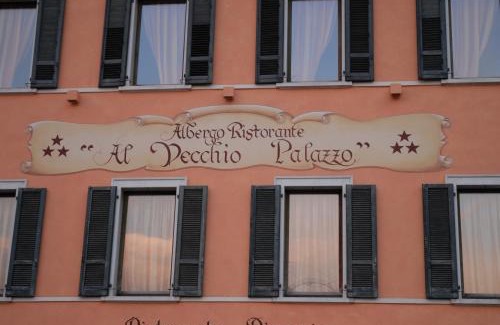 Albergo Ristorante
"Al Vecchio Palazzo"